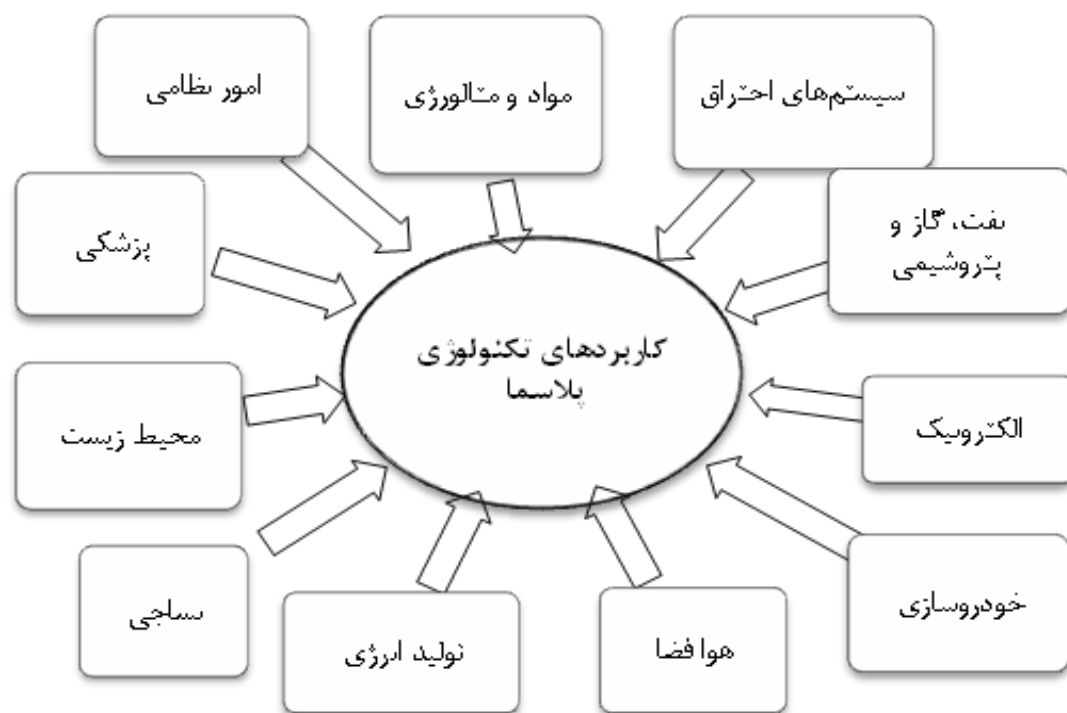 سیستم‌های احتراق
مواد و متالورژی
امور نظامی
نفت، گاز و
پتروشیمی
پزشکی
کاربردهای تکنولوژی
پلاسما
الکترونیک
محیط زیست
خودروسازی
هوا فضا
تولید انرژی
نساجی